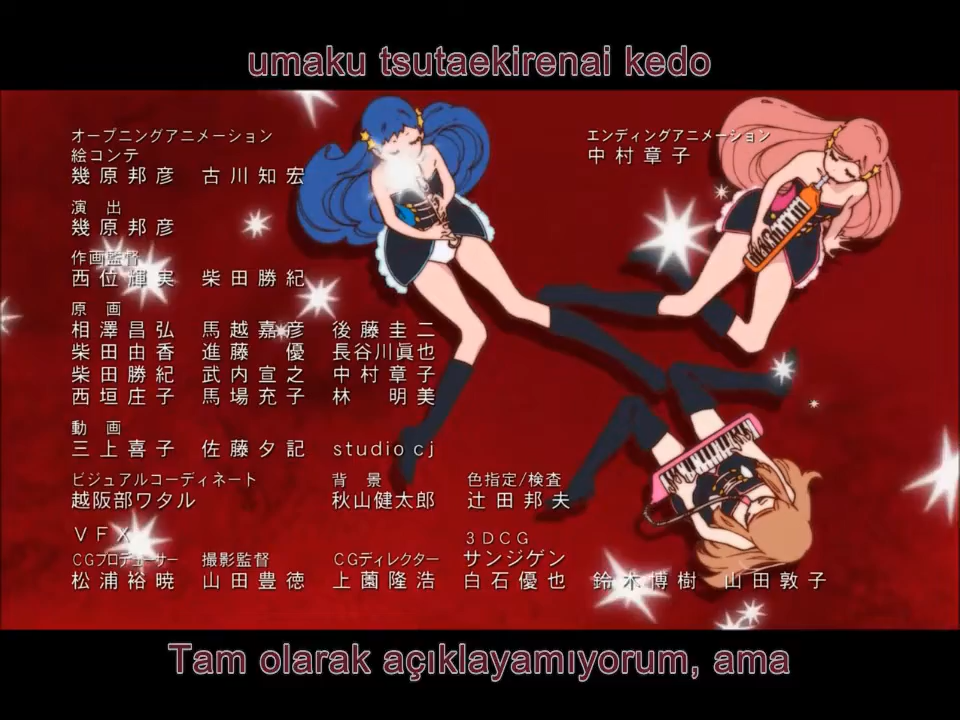 umaku tsutaekirenai kedo
オープニングアニメーション
絵コンテ
幾原邦彦 古川知宏
演出
幾原邦彦
作画監督
西位輝実 柴田勝紀
原画
相澤昌弘 馬越嘉彦 後藤圭二
柴田由香 進藤 優 長谷川眞也
柴田勝紀 武内宣之 中村章子
西垣庄子 馬場充子 林 明美
動画
三上喜子 佐藤夕記 studio cj
ビジュアルコーディネート 背景 色指定/検査
越阪部ワタル 秋山健太郎 辻田邦夫
VFX 3DCG
CGプロデューサー 撮影監督 CGディレクター サンジゲン
松浦裕暁 山田豊徳 上薗隆浩 白石優也 鈴木博樹 山田敦子
エンディングアニメーション
中村章子
Tam olarak açıklayamıyorum, ama